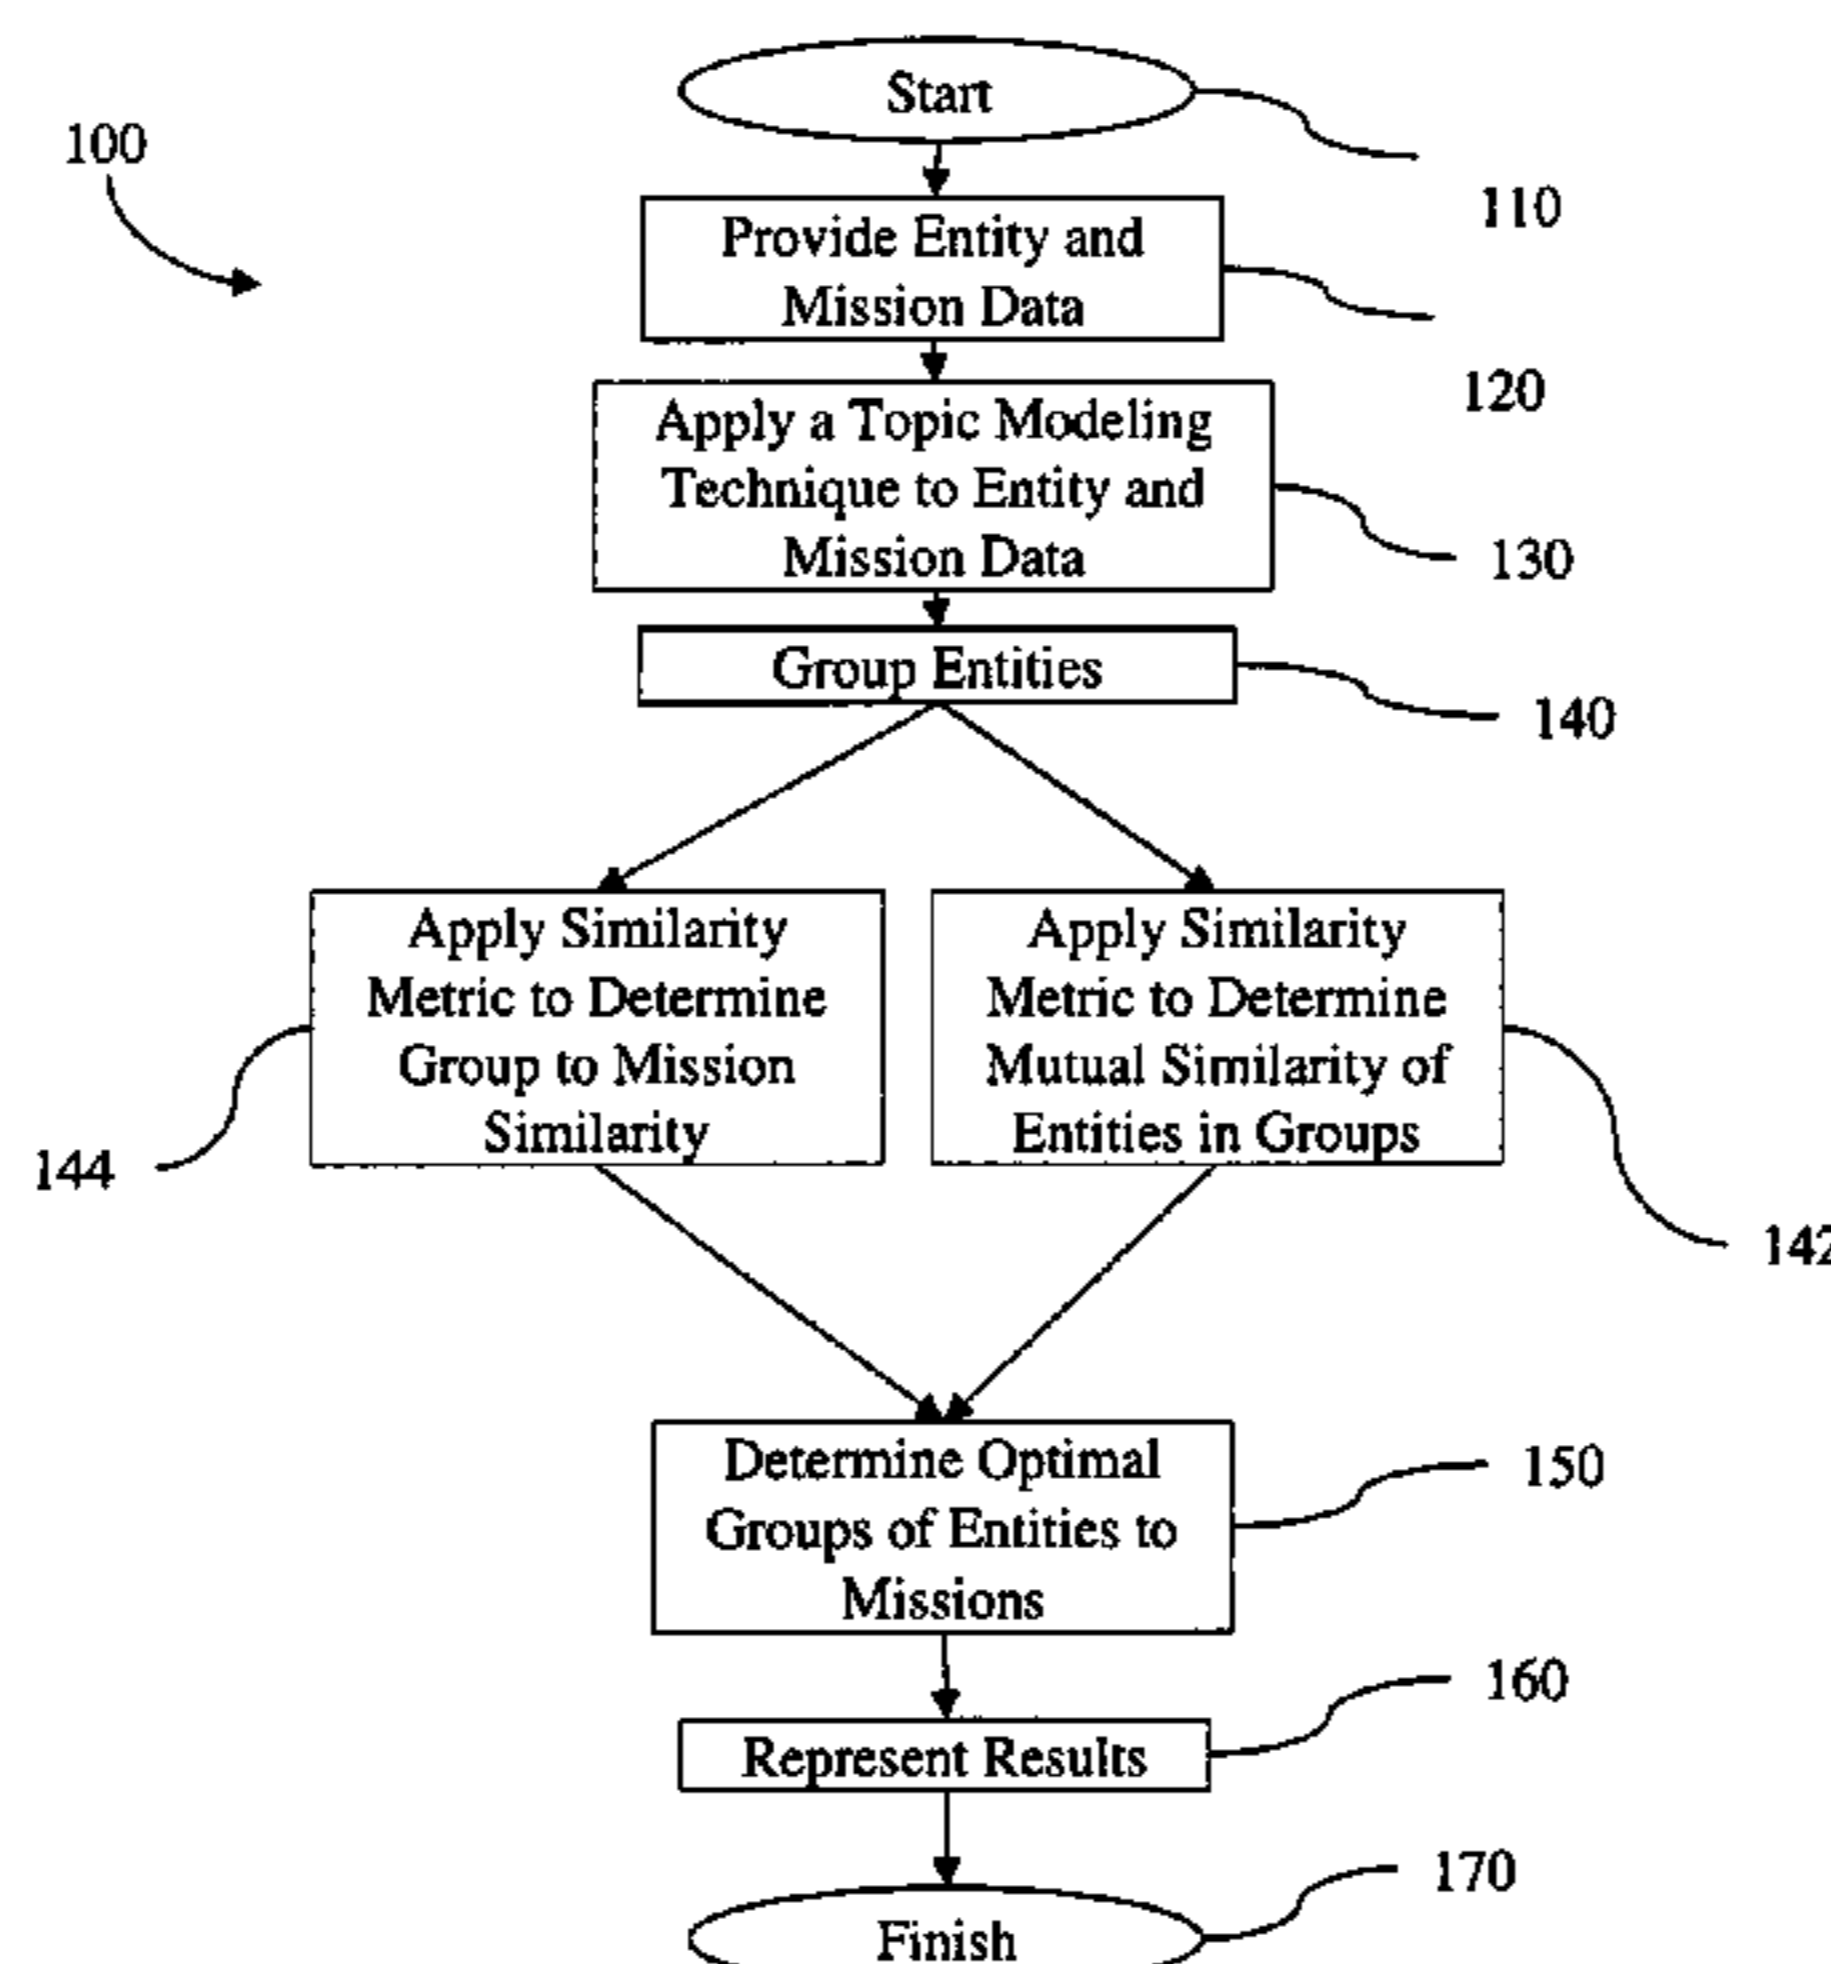 Start
100
110
Provide Entity and
Mission Data
120
Apply a Topic Modeling
Technique to Entity and
Mission Data
130
Group Entities
140
Apply Similarity
Metric to Determine
Group to Mission
Similarity
144
Apply Similarity
Metric to Determine
Mutual Similarity of
Entities in Groups
142
Determine Optimal
Groups of Entities to
Missions
150
160
Represent Results
170
Finish